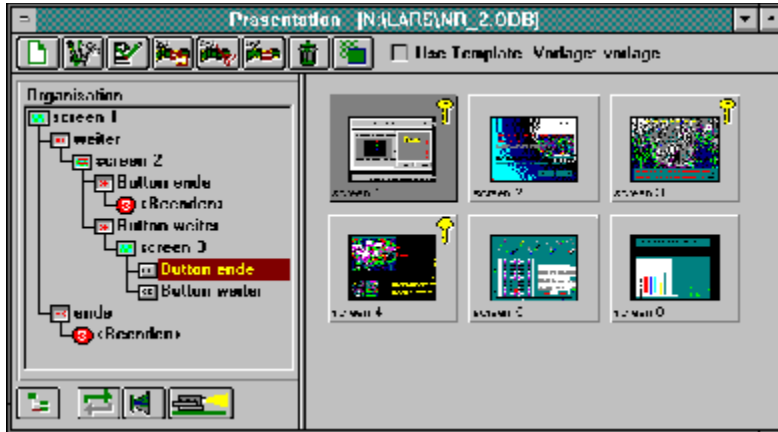 Prasentation [N:\LARS\NR_2.ODB]
Use Template Vorlage: vorlage
Organisation
screen 1
weiter
screen 2
Button ende
<Beenden>
Button weiter
screen 3
Button ende
Button weiter
ende
<Beenden>
screen 1
screen 2
screen 3
screen 4
screen 5
screen 6